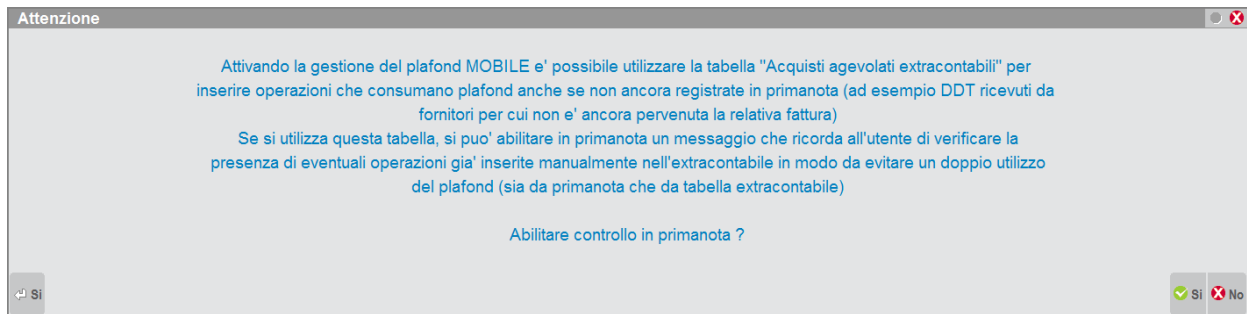 Attenzione
Attivando la gestione del plafond MOBILE e' possibile utilizzare la tabella "Acquisti agevolati extracontabili" per
inserire operazioni che consumano plafond anche se non ancora registrate in primanota (ad esempio DDT ricevuti da
fornitori per cui non e' ancora pervenuta la relativa fattura)
Se si utilizza questa tabella, si puo' abilitare in primanota un messaggio che ricorda all'utente di verificare la
presenza di eventuali operazioni gia' inserite manualmente nell'extracontabile in modo da evitare un doppio utilizzo
del plafond (sia da primanota che da tabella extracontabile)
Abilitare controllo in primanota ?
Si
Si No